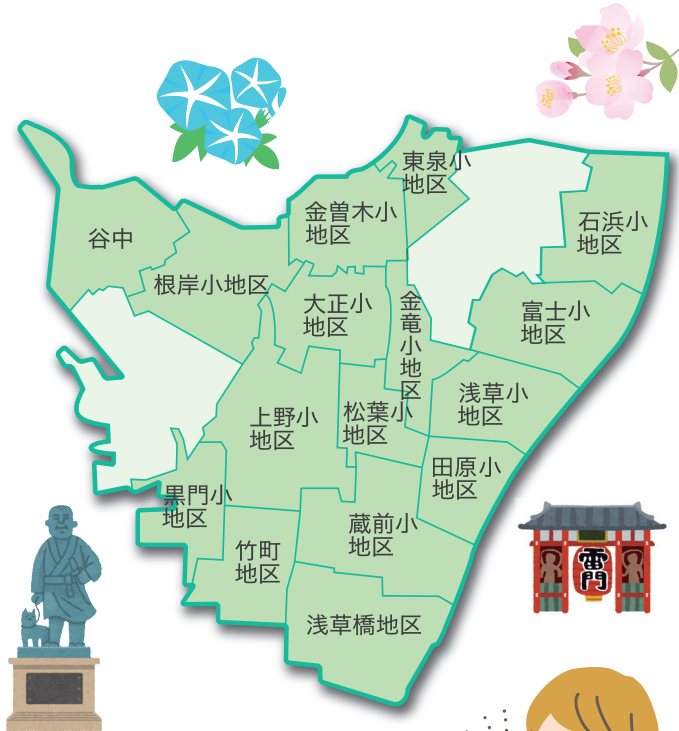 東泉小
地区
金曽木小
地区
石浜小
地区
谷中
根岸小地区
大正小
地区
金
竜
小
地
区
富士小
地区
浅草小
地区
上野小
地区
松葉小
地区
田原小
地区
黒門小
地区
蔵前小
地区
竹町
地区
浅草橋地区
雷
門